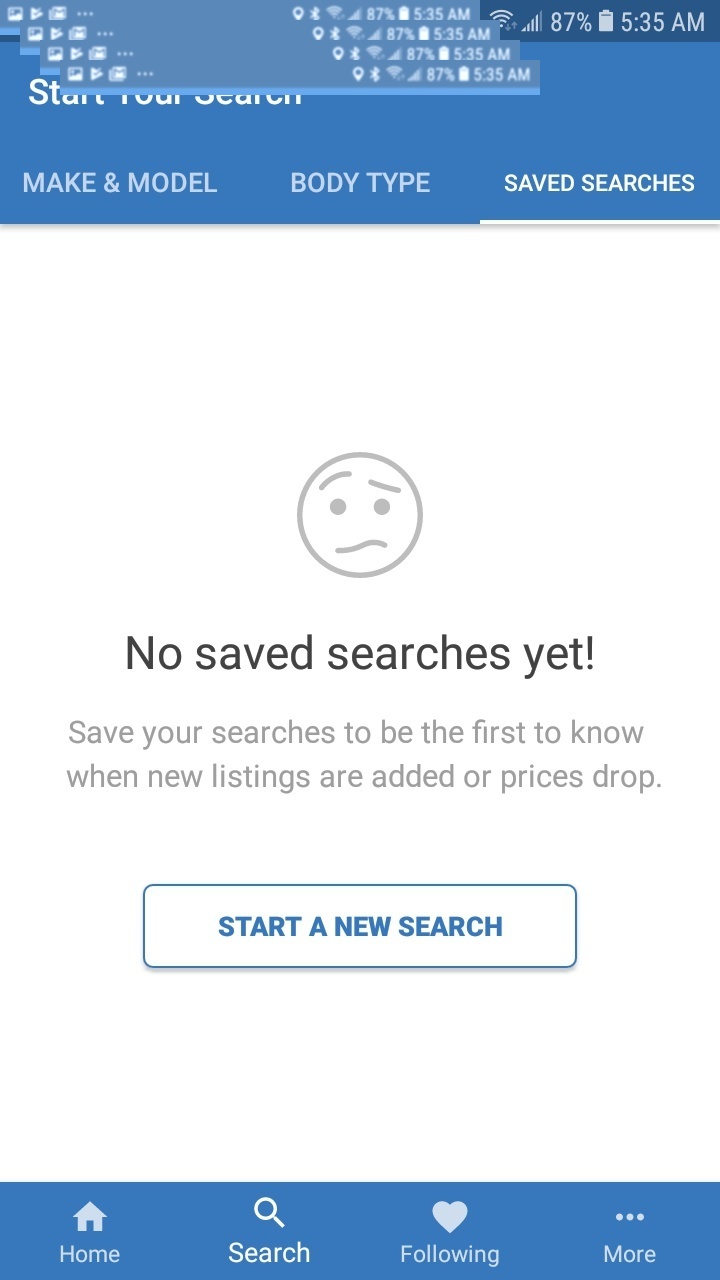 87% 5:35 AM
87% 5:35 AM
87% 5:35 AM
87% 5:35 AM
87% 5:35 AM
Start Your Search
MAKE & MODEL
BODY TYPE
SAVED SEARCHES
No saved searches yet!
Save your searches to be the first to know
when new listings are added or prices drop.
START A NEW SEARCH
Home
Search
Following
More